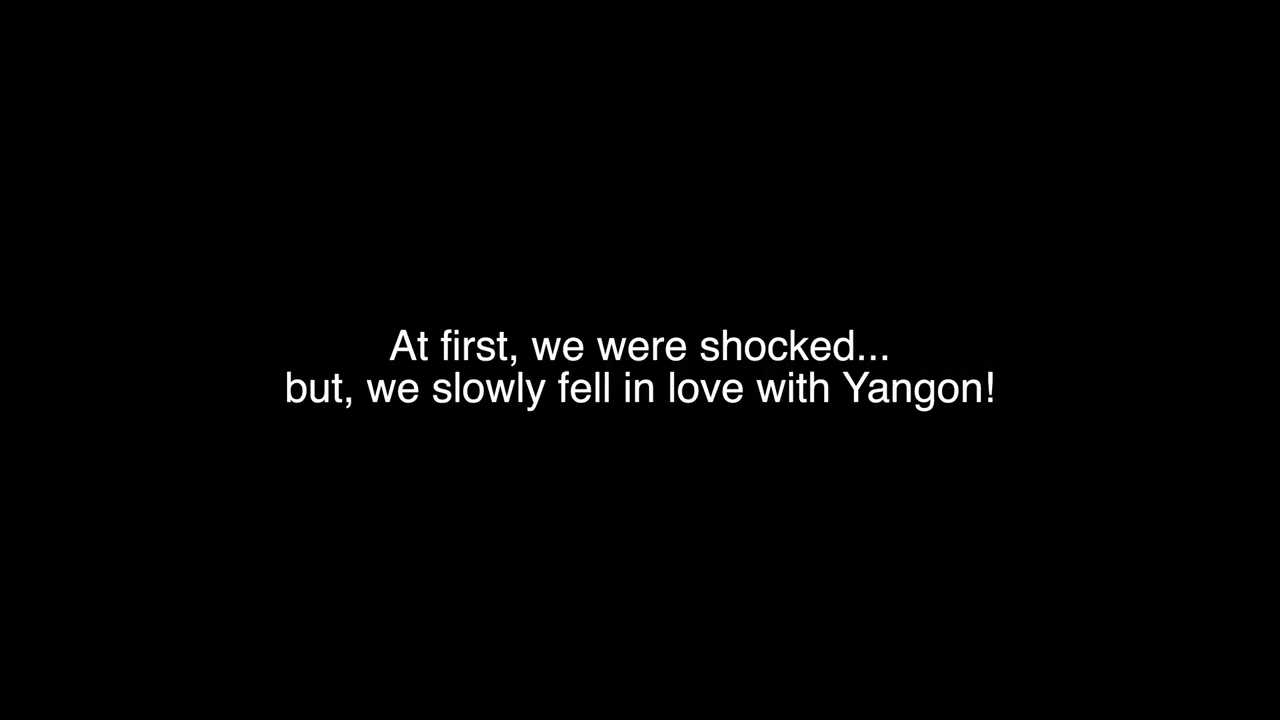 At first, we were shocked...
but, we slowly fell in love with Yangon!